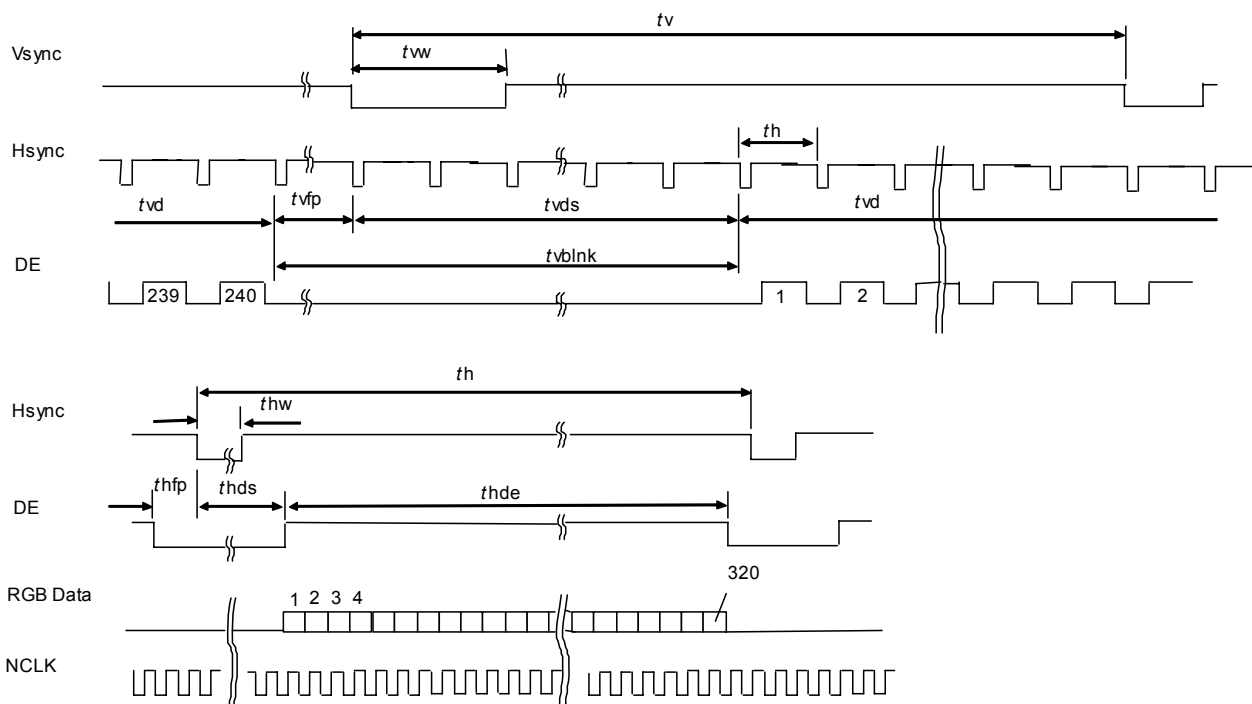 tv
Vsync
tvw
Hsync
th
tvd
tvfp
tvds
tvd
DE
tvblnk
239
240
1
2
th
Hsync
thw
thfp
thds
thde
DE
320
RGB Data
1 2 3 4
NCLK